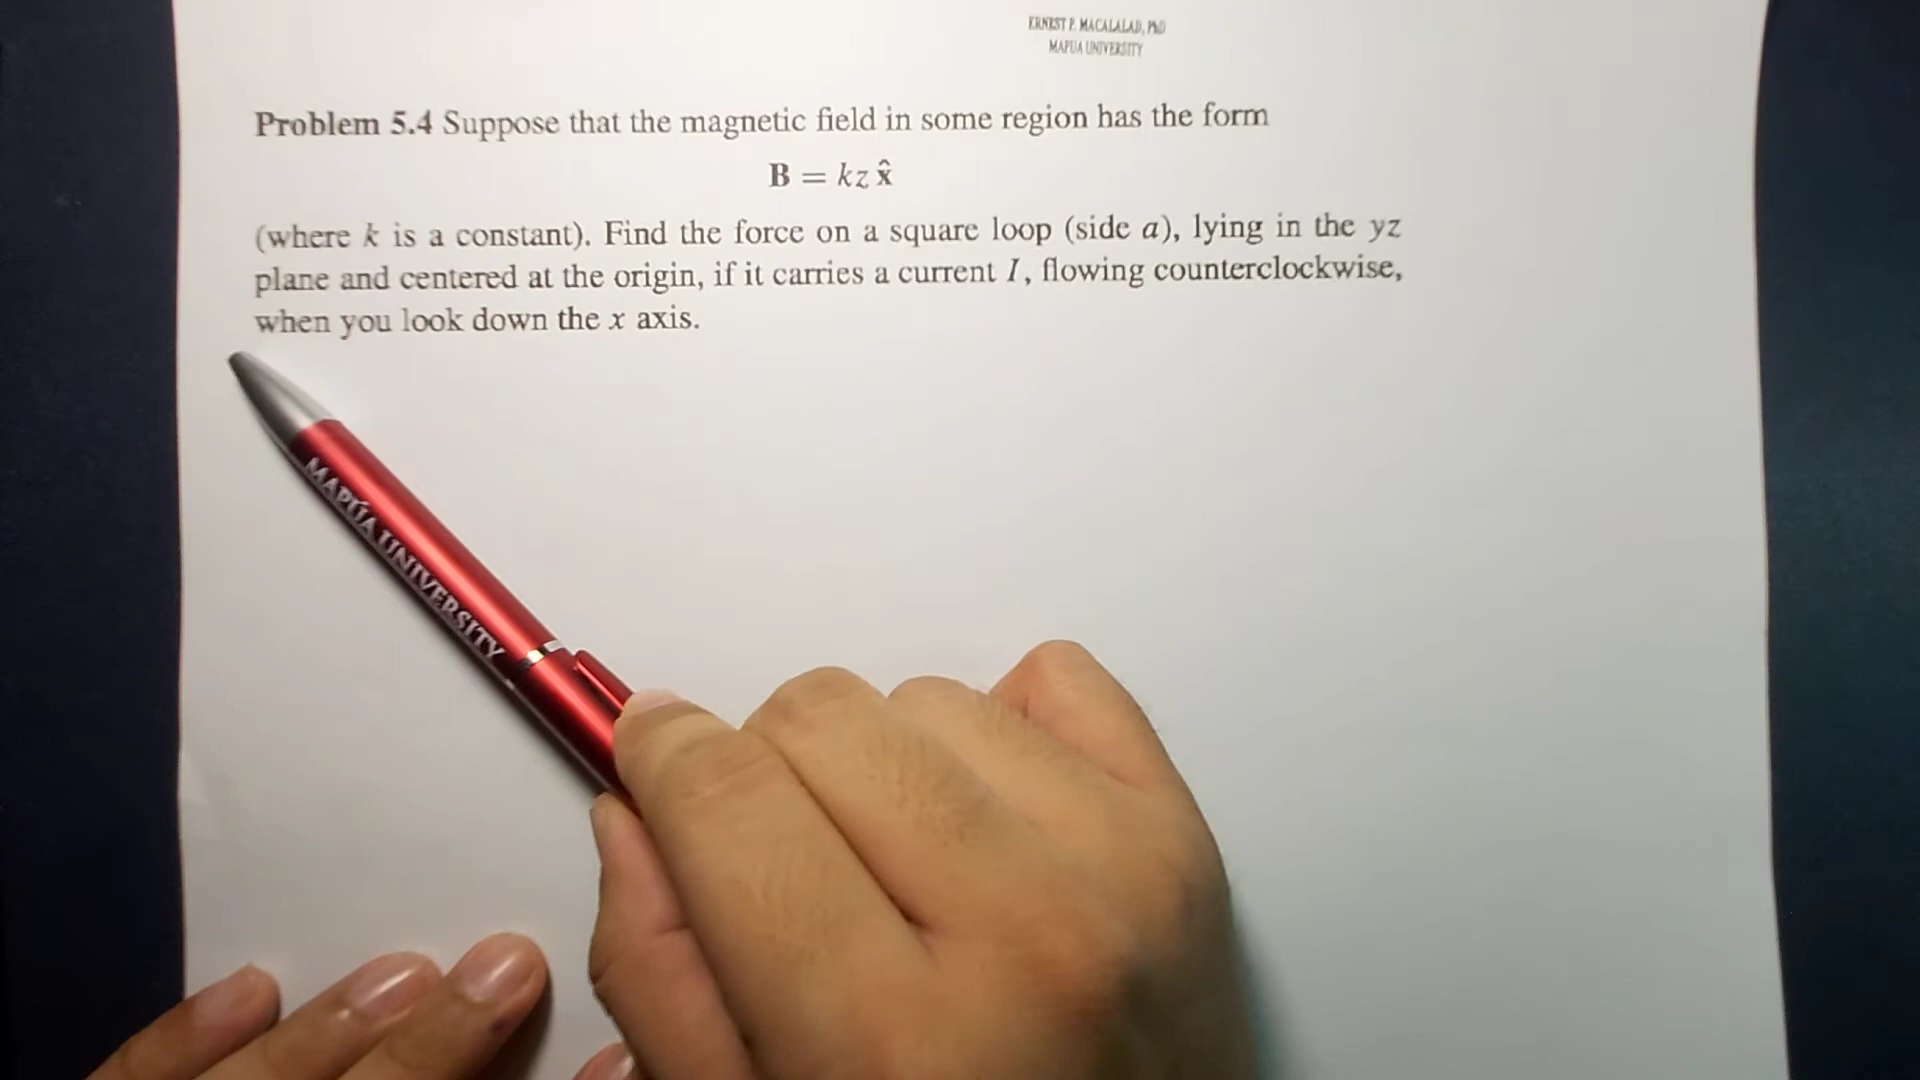 ERNEST P. MACALALAD, PhD
MAPUA UNIVERSITY
Problem 5.4 Suppose that the magnetic field in some region has the form
B = kz x̂
(where k is a constant). Find the force on a square loop (side a), lying in the yz
plane and centered at the origin, if it carries a current I, flowing counterclockwise,
when you look down the x axis.
MAPÚA UNIVERSITY